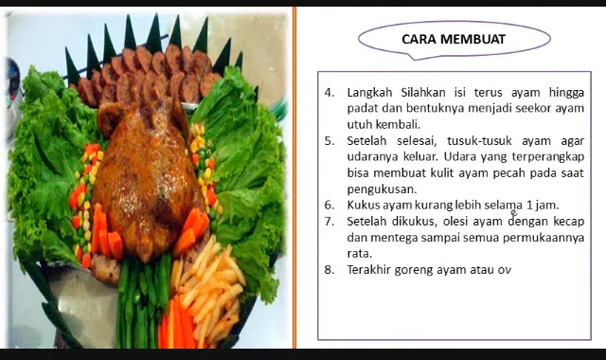 CARA MEMBUAT
4. Langkah Silahkan isi terus ayam hingga
padat dan bentuknya menjadi seekor ayam
utuh kembali.
5. Setelah selesai, tusuk-tusuk ayam agar
udaranya keluar. Udara yang terperangkap
bisa membuat kulit ayam pecah pada saat
pengukusan.
6. Kukus ayam kurang lebih selama 1 jam.
7. Setelah dikukus, olesi ayam dengan kecap
dan mentega sampai semua permukaannya
rata.
8. Terakhir goreng ayam atau ov